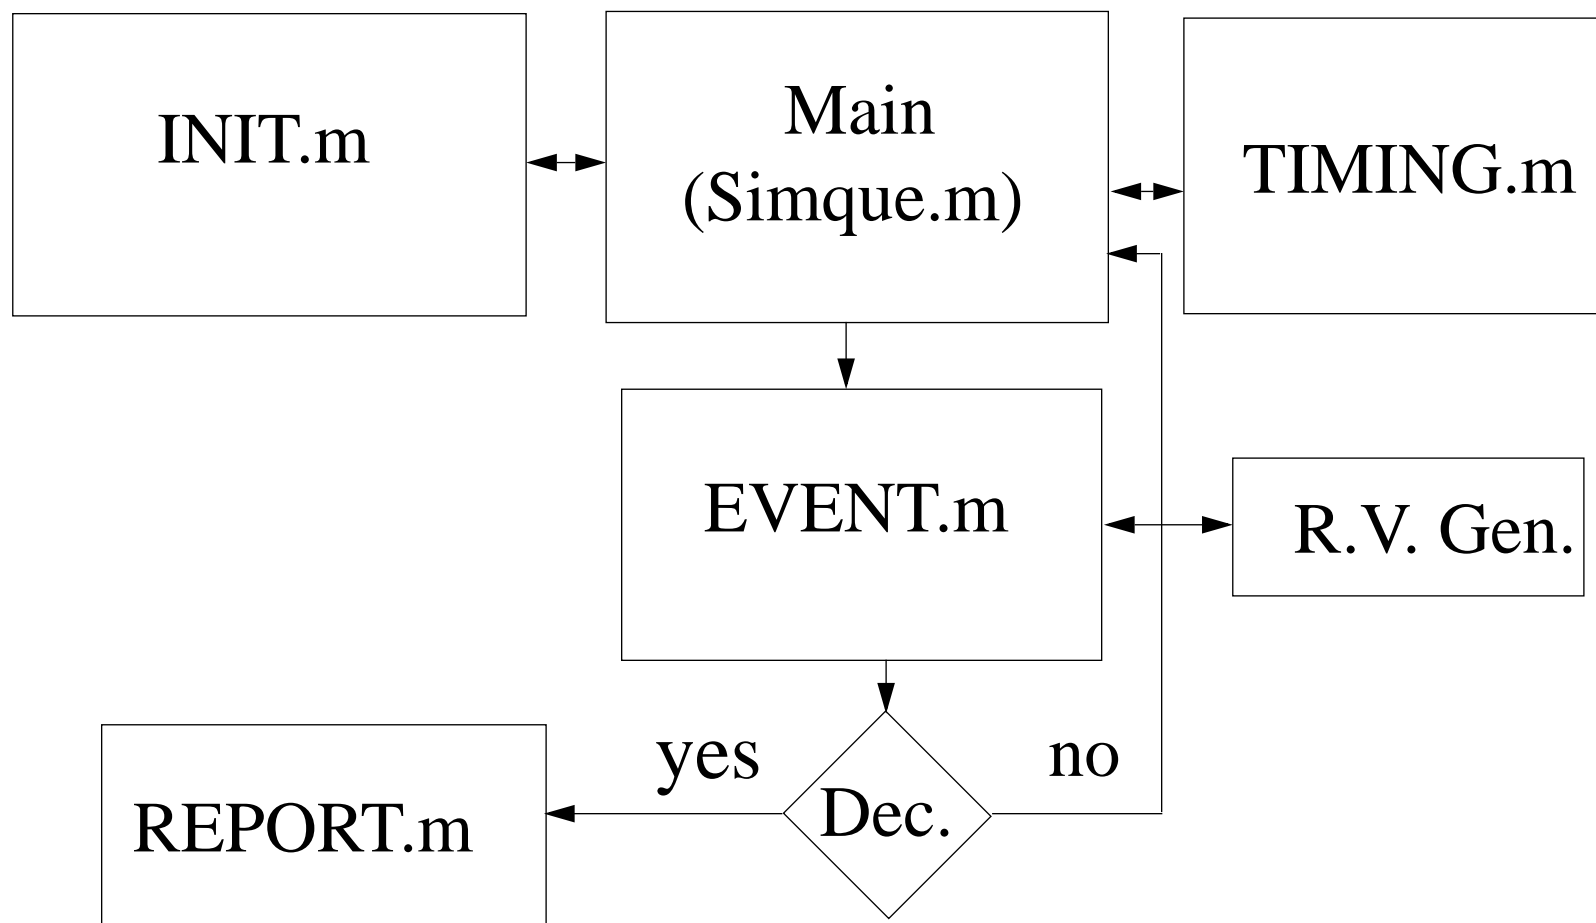 INIT.m
Main
(Simque.m)
TIMING.m
EVENT.m
R.V. Gen.
yes
no
Dec.
REPORT.m